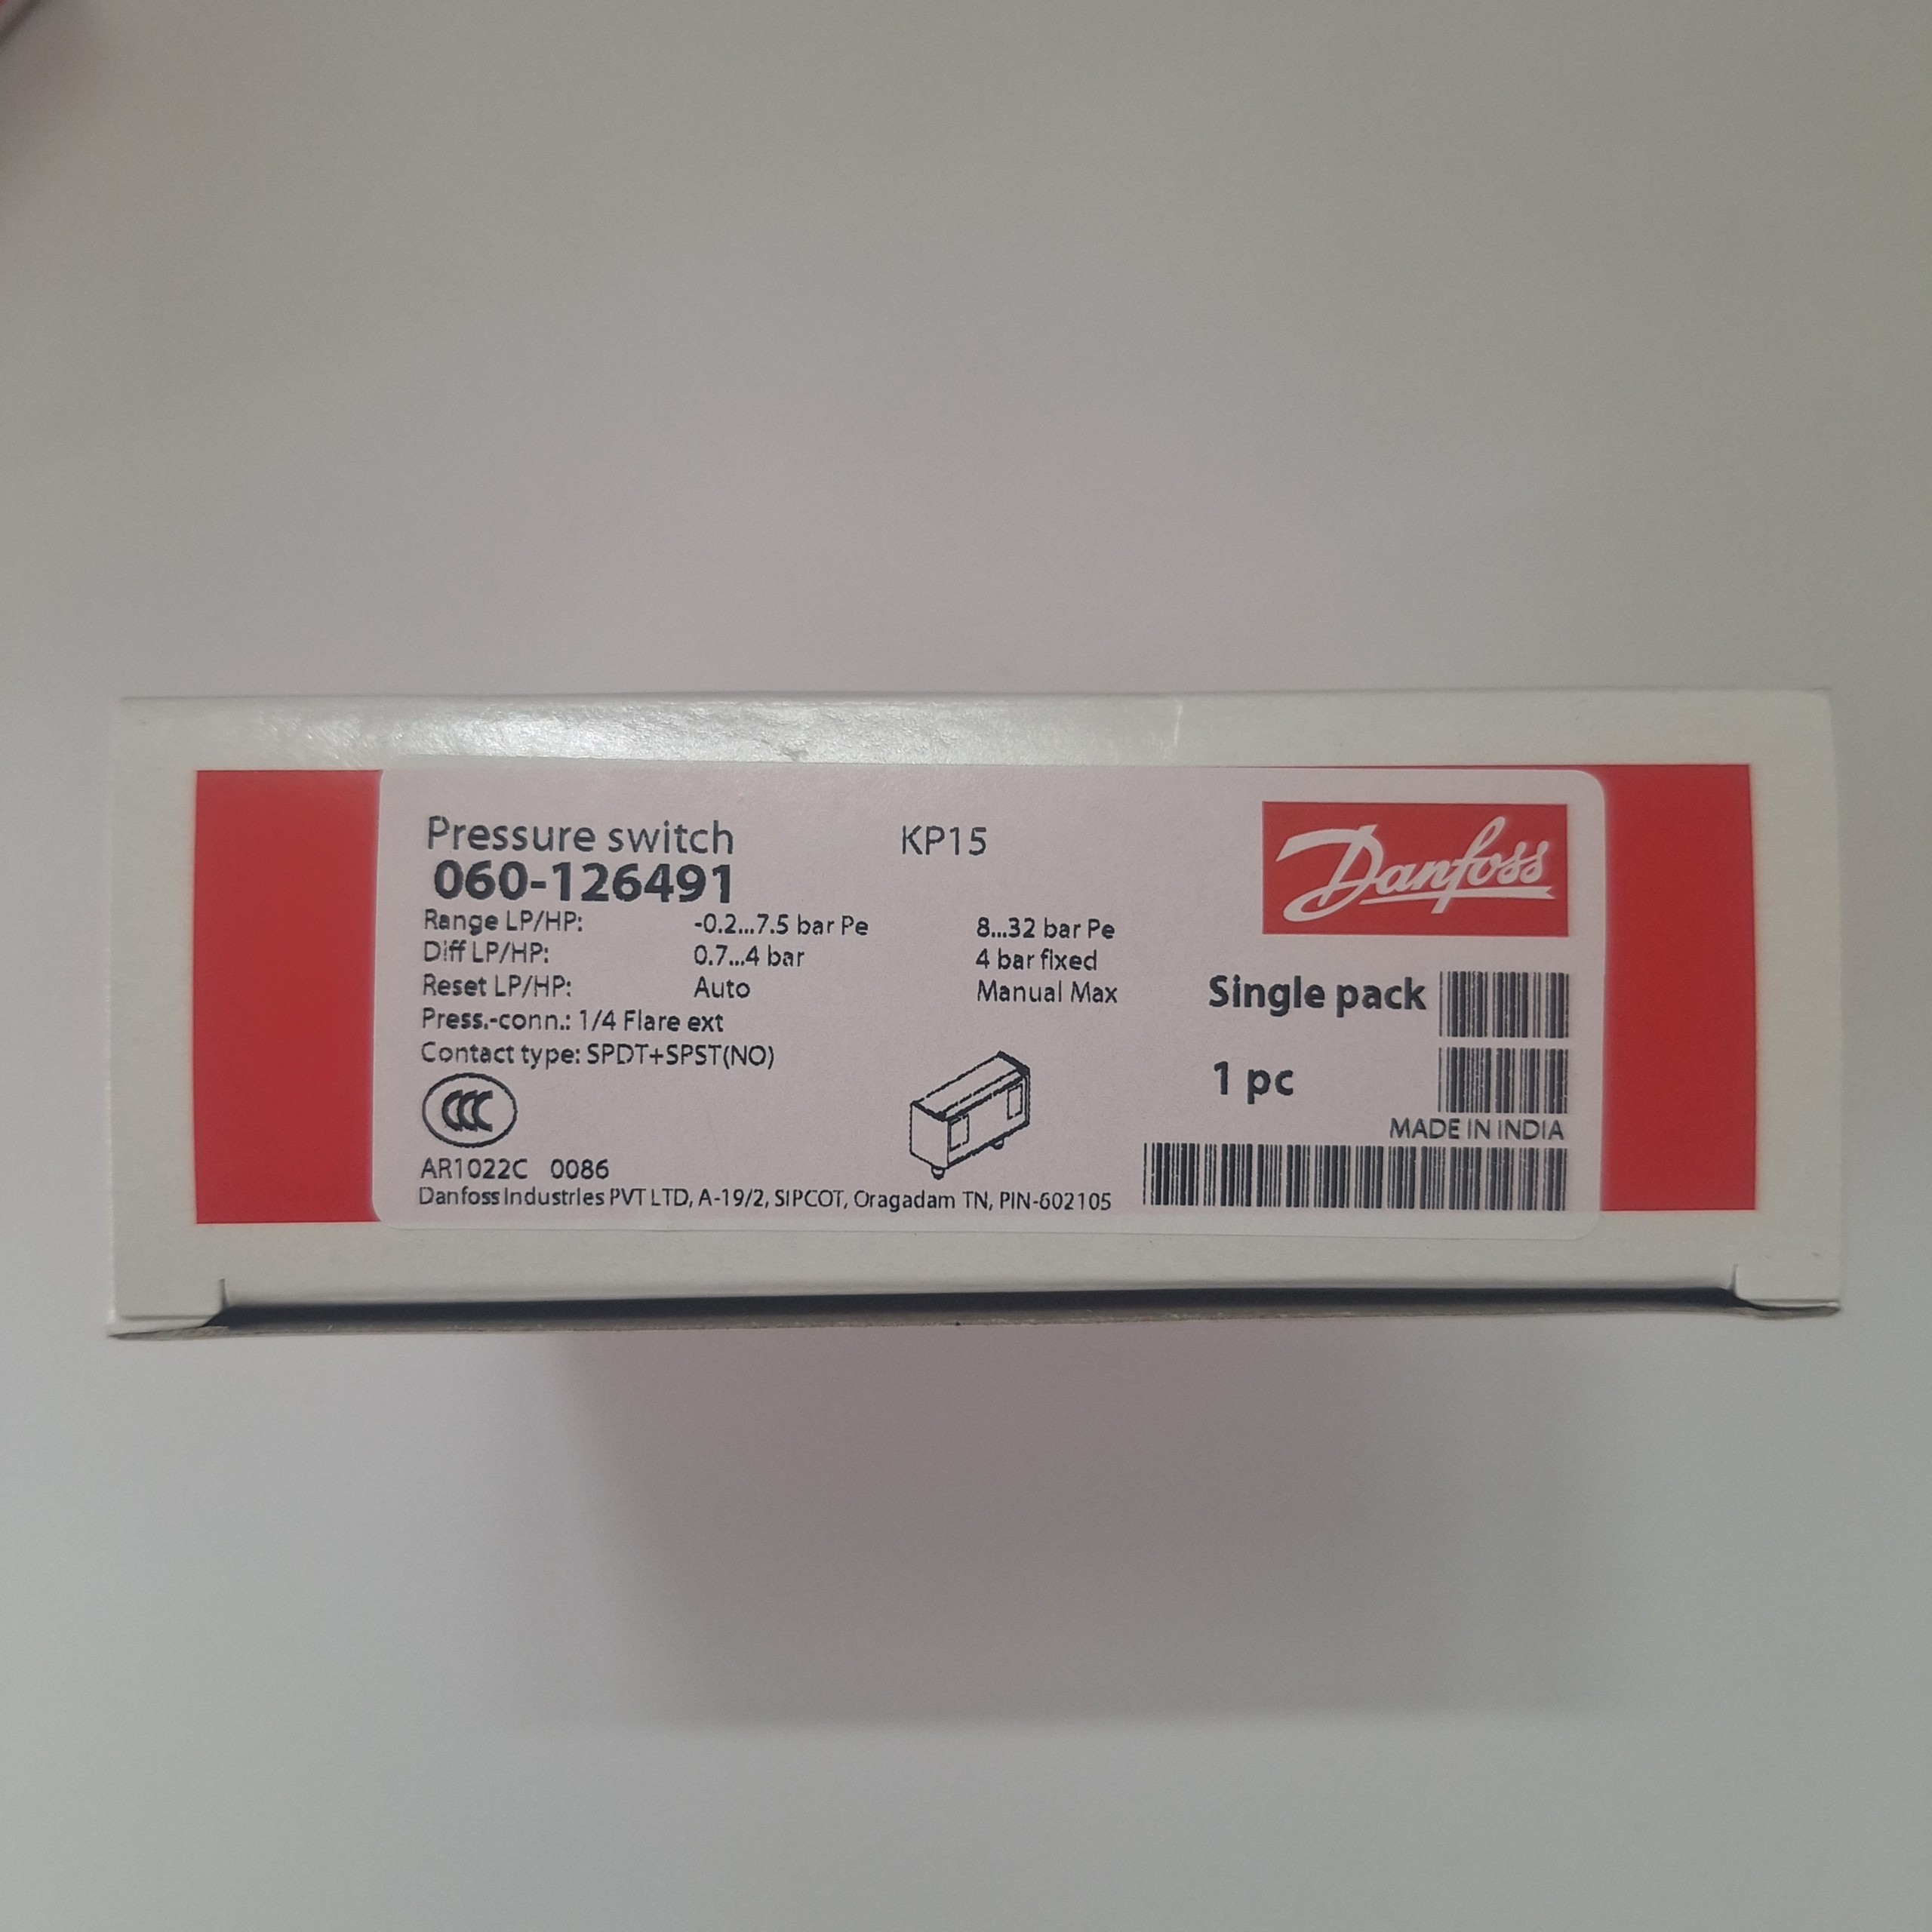 Pressure switch KP15
060-126491
Danfoss
Range LP/HP: -0.2...7.5 bar Pe 8...32 bar Pe
Diff LP/HP: 0.7...4 bar 4 bar fixed
Reset LP/HP: Auto Manual Max
Press.-conn.: 1/4 Flare ext
Contact type: SPDT+SPST(NO)
CCC
AR1022C 0086
Danfoss Industries PVT LTD, A-19/2, SIPCOT, Oragadam TN, PIN-602105
Single pack
1 pc
MADE IN INDIA